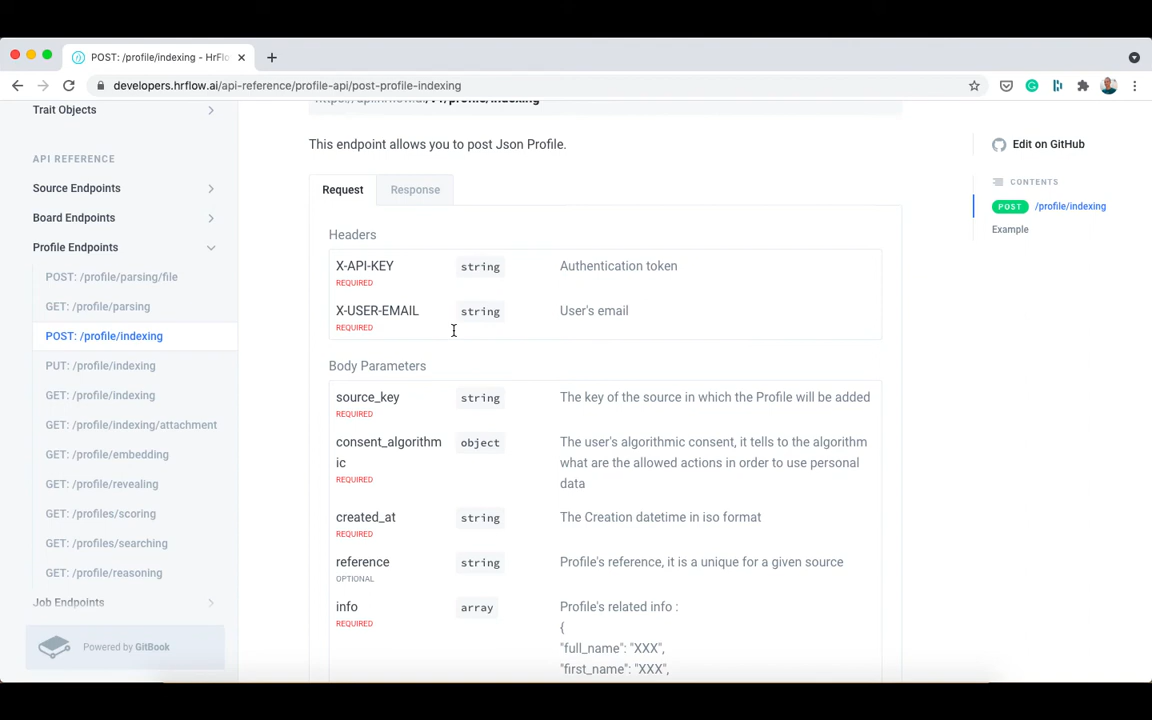 POST: /profile/indexing - HrFlo
developers.hrflow.ai/api-reference/profile-api/post-profile-indexing
Trait Objects
API REFERENCE
Source Endpoints
Board Endpoints
Profile Endpoints
POST: /profile/parsing/file
GET: /profile/parsing
POST: /profile/indexing
PUT: /profile/indexing
GET: /profile/indexing
GET: /profile/indexing/attachment
GET: /profile/embedding
GET: /profile/revealing
GET: /profiles/scoring
GET: /profiles/searching
GET: /profile/reasoning
Job Endpoints
Powered by GitBook
This endpoint allows you to post Json Profile.
Request Response
Headers
X-API-KEY string Authentication token
REQUIRED
X-USER-EMAIL string User's email
REQUIRED
Body Parameters
source_key string The key of the source in which the Profile will be added
REQUIRED
consent_algorithm object The user's algorithmic consent, it tells to the algorithm
ic what are the allowed actions in order to use personal
REQUIRED data
created_at string The Creation datetime in iso format
REQUIRED
reference string Profile's reference, it is a unique for a given source
OPTIONAL
info array Profile's related info :
REQUIRED {
"full_name": "XXX",
"first_name": "XXX",
Edit on GitHub
CONTENTS
POST /profile/indexing
Example